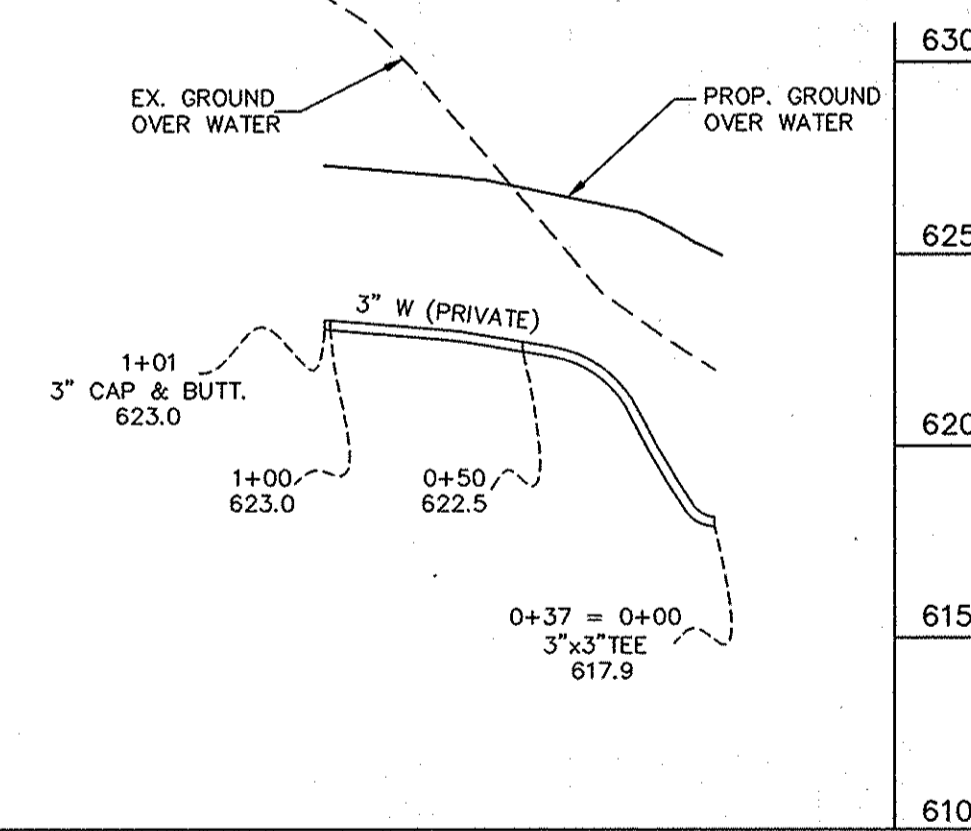 630
EX. GROUND
OVER WATER
PROP. GROUND
OVER WATER
625
3" W (PRIVATE)
1+01
3" CAP & BUTT.
623.0
620
1+00
623.0
0+50
622.5
615
0+37 = 0+00
3"x3"TEE
617.9
610